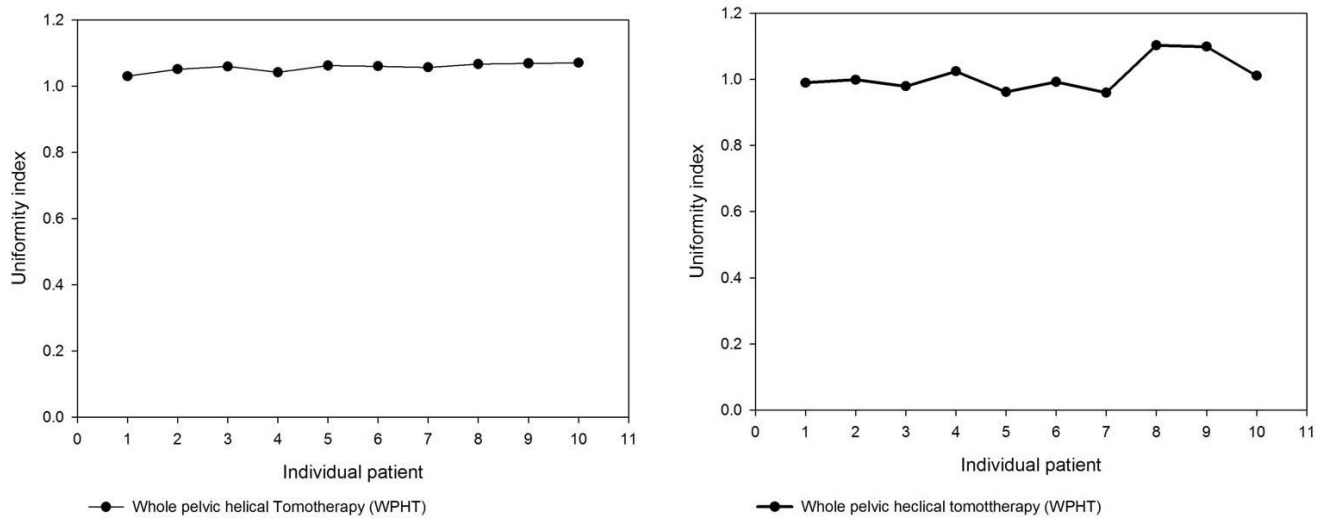 1.2
1.0
0.8
0.6
0.4
0.2
0.0
Uniformity index
0 1 2 3 4 5 6 7 8 9 10 11
Individual patient
Whole pelvic helical Tomotherapy (WPHT)
1.2
1.0
0.8
0.6
0.4
0.2
0.0
Uniformity index
0 1 2 3 4 5 6 7 8 9 10 11
Individual patient
Whole pelvic heclical tomottherapy (WPHT)